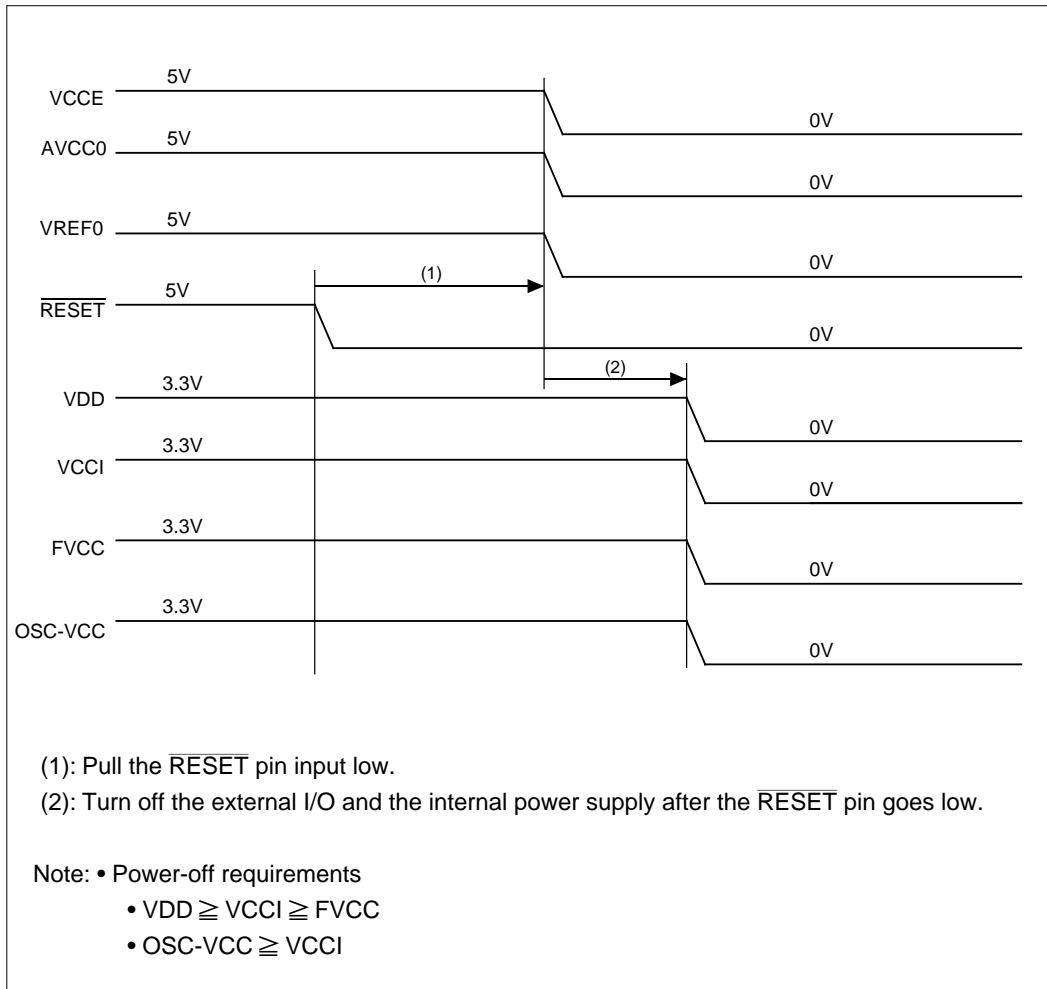 5V
VCCE
0V
5V
AVCC0
0V
5V
VREF0
0V
(1)
5V
RESET
0V
(2)
3.3V
VDD
0V
3.3V
VCCI
0V
3.3V
FVCC
0V
3.3V
OSC-VCC
0V
(1): Pull the RESET pin input low.
(2): Turn off the external I/O and the internal power supply after the RESET pin goes low.
Note: • Power-off requirements
• VDD ≧ VCCI ≧ FVCC
• OSC-VCC ≧ VCCI